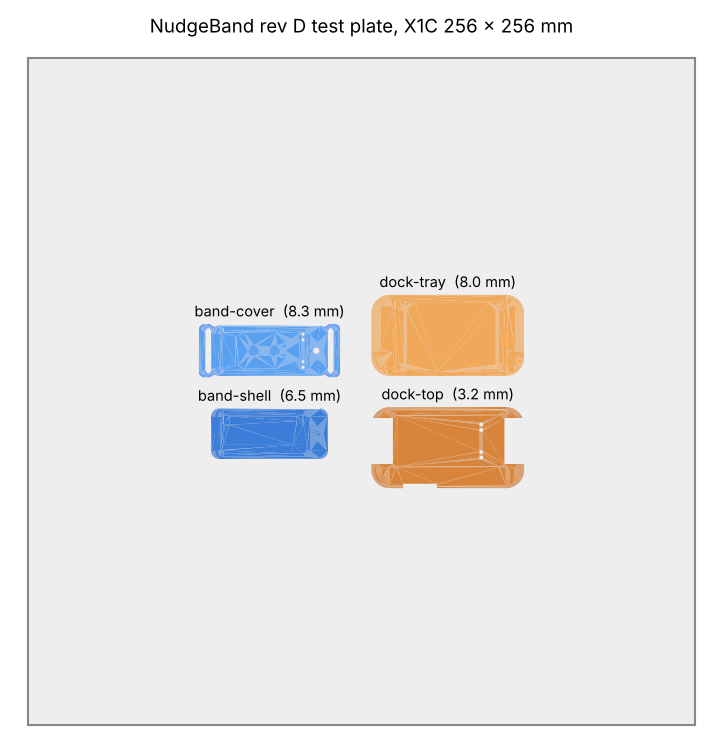 NudgeBand rev D test plate, X1C 256 × 256 mm
dock-tray (8.0 mm)
band-cover (8.3 mm)
band-shell (6.5 mm)
dock-top (3.2 mm)